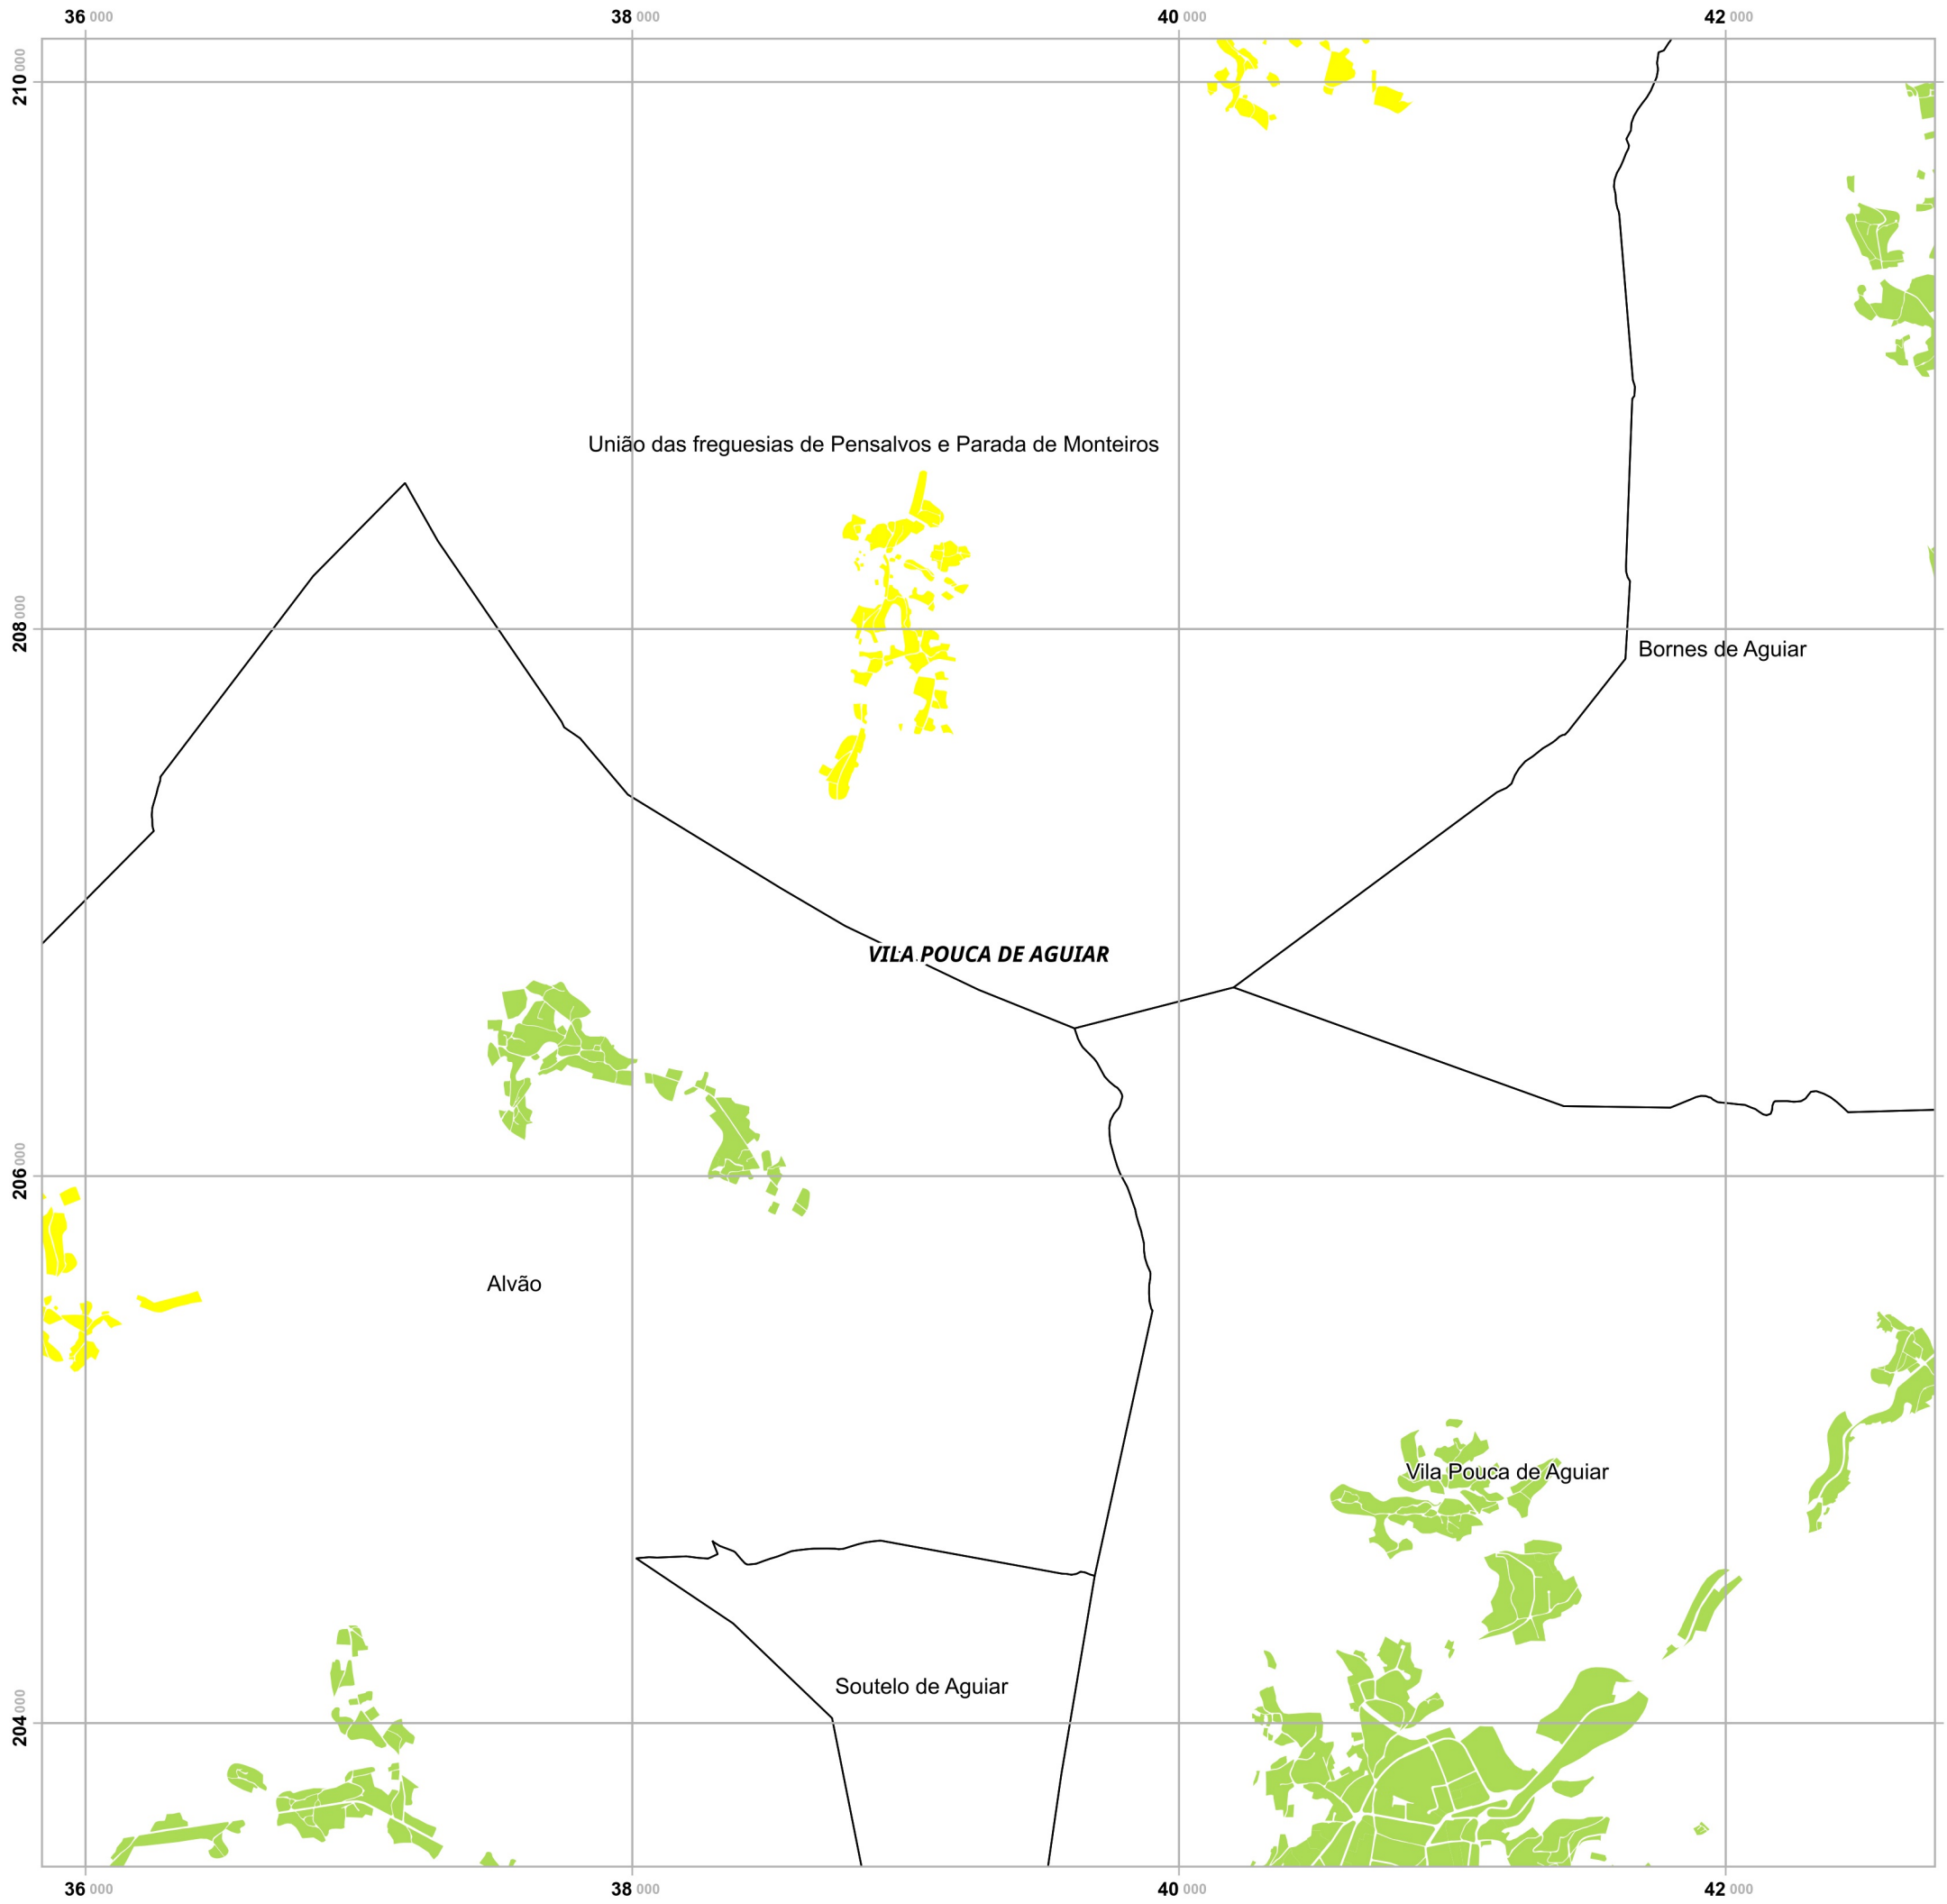 36 000 38 000 40 000 42 000
210 000
União das freguesias de Pensalvos e Parada de Monteiros
208 000
Bornes de Aguiar
VILA POUCA DE AGUIAR
206 000
Alvão
Vila Pouca de Aguiar
Soutelo de Aguiar
204 000
36 000 38 000 40 000 42 000